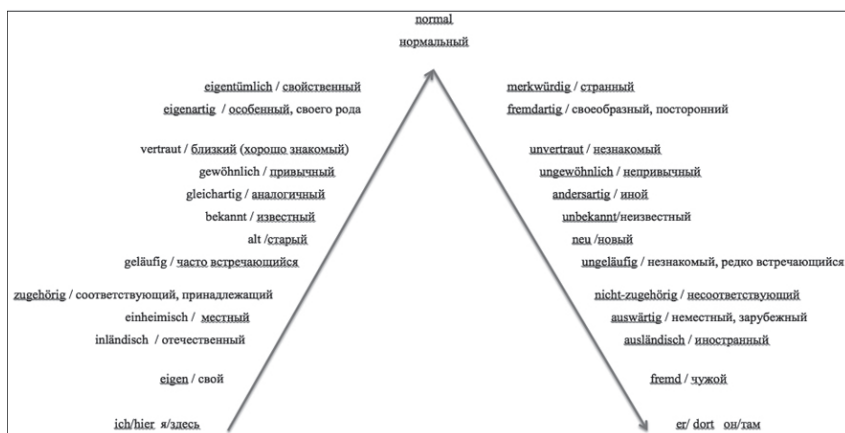 normal
нормальный
eigentümlich / свойственный
merkwürdig / странный
eigenartig / особенный, своего рода
fremdartig / своеобразный, посторонний
vertraut / близкий (хорошо знакомый)
unvertraut / незнакомый
gewöhnlich / привычный
ungewöhnlich / непривычный
gleichartig / аналогичный
andersartig / иной
bekannt / известный
unbekannt/неизвестный
alt /старый
neu /новый
geläufig / часто встречающийся
ungeläufig / незнакомый, редко встречающийся
zugehörig / соответствующий, принадлежащий
nicht-zugehörig / несоответствующий
einheimisch / местный
auswärtig / неместный, зарубежный
inländisch / отечественный
ausländisch / иностранный
eigen / свой
fremd / чужой
ich/hier я/здесь
er/ dort он/там